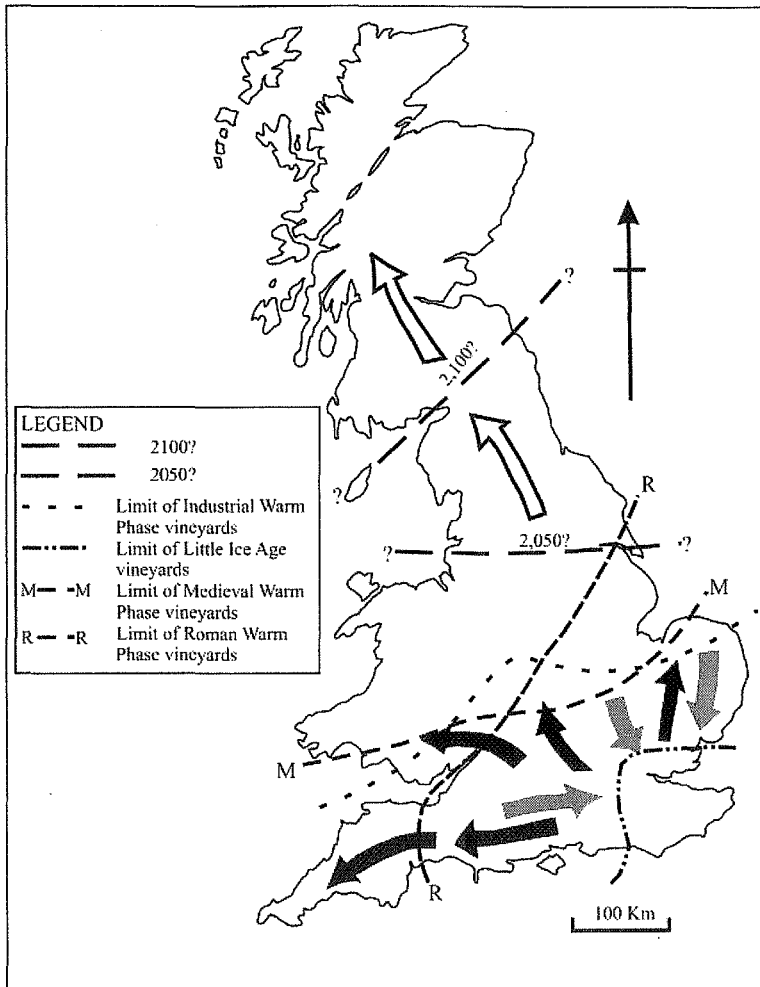 ?
2,100?
?
LEGEND
2100?
2050?
Limit of Industrial Warm
Phase vineyards
Limit of Little Ice Age
vineyards
M M Limit of Medieval Warm
Phase vineyards
R R Limit of Roman Warm
Phase vineyards
R
? 2,050? ?
M
M
R
100 Km